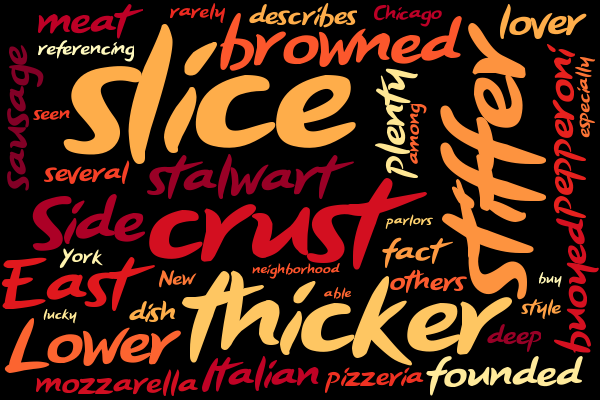 meat
rarely
describes
Chicago
lover
referencing
browned
slice
sausage
seen
plenty
among
stiffer
Pepperoni
especially
several
stalwart
Side
crust
parlors
York
fact
East
New
neighborhood
others
buy
buoyed
lucky
dish
able
thicker
style
deep
Lower
mozzarella
Italian
pizzeria
founded